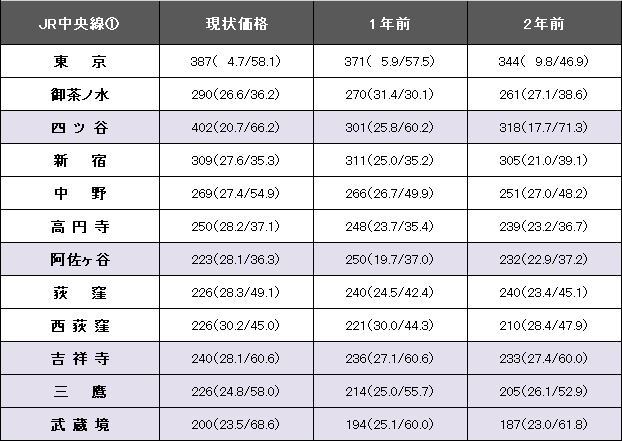 JR中央線① 現状価格 1年前 2年前
東 京 387( 4.7/58.1) 371( 5.9/57.5) 344( 9.8/46.9)
御茶ノ水 290(26.6/36.2) 270(31.4/30.1) 261(27.1/38.6)
四ッ谷 402(20.7/66.2) 301(25.8/60.2) 318(17.7/71.3)
新 宿 309(27.6/35.3) 311(25.0/35.2) 305(21.0/39.1)
中 野 269(27.4/54.9) 266(26.7/49.9) 251(27.0/48.2)
高円寺 250(28.2/37.1) 248(23.7/35.4) 239(23.2/36.7)
阿佐ヶ谷 223(28.1/36.3) 250(19.7/37.0) 232(22.9/37.2)
荻 窪 226(28.3/49.1) 240(24.5/42.4) 240(23.4/45.1)
西荻窪 226(30.2/45.0) 221(30.0/44.3) 210(28.4/47.9)
吉祥寺 240(28.1/60.6) 236(27.1/60.6) 233(27.4/60.0)
三 鷹 226(24.8/58.0) 214(25.0/55.7) 205(26.1/52.9)
武蔵境 200(23.5/68.6) 194(25.1/60.0) 187(23.0/61.8)